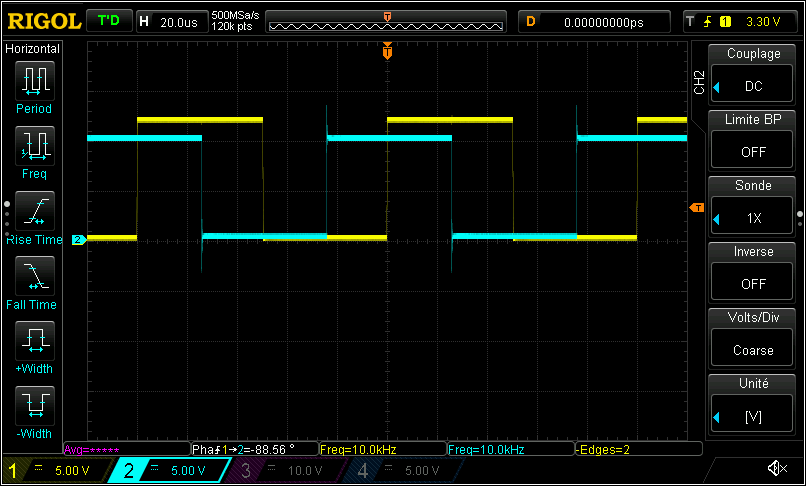 RIGOL T'D H 20.0us 500MSa/s 120k pts T D 0.00000000ps T 1 3.30 V
Horizontal
Period
Freq
Rise Time
Fall Time
+Width
-Width
T
2
T
CH2
Couplage
DC
Limite BP
OFF
Sonde
1X
Inverse
OFF
Volts/Div
Coarse
Unité
[V]
Avg=***** Pha 1→2=-88.56 ° Freq=10.0kHz Freq=10.0kHz -Edges=2
1 5.00 V 2 5.00 V 3 10.0 V 4 5.00 V